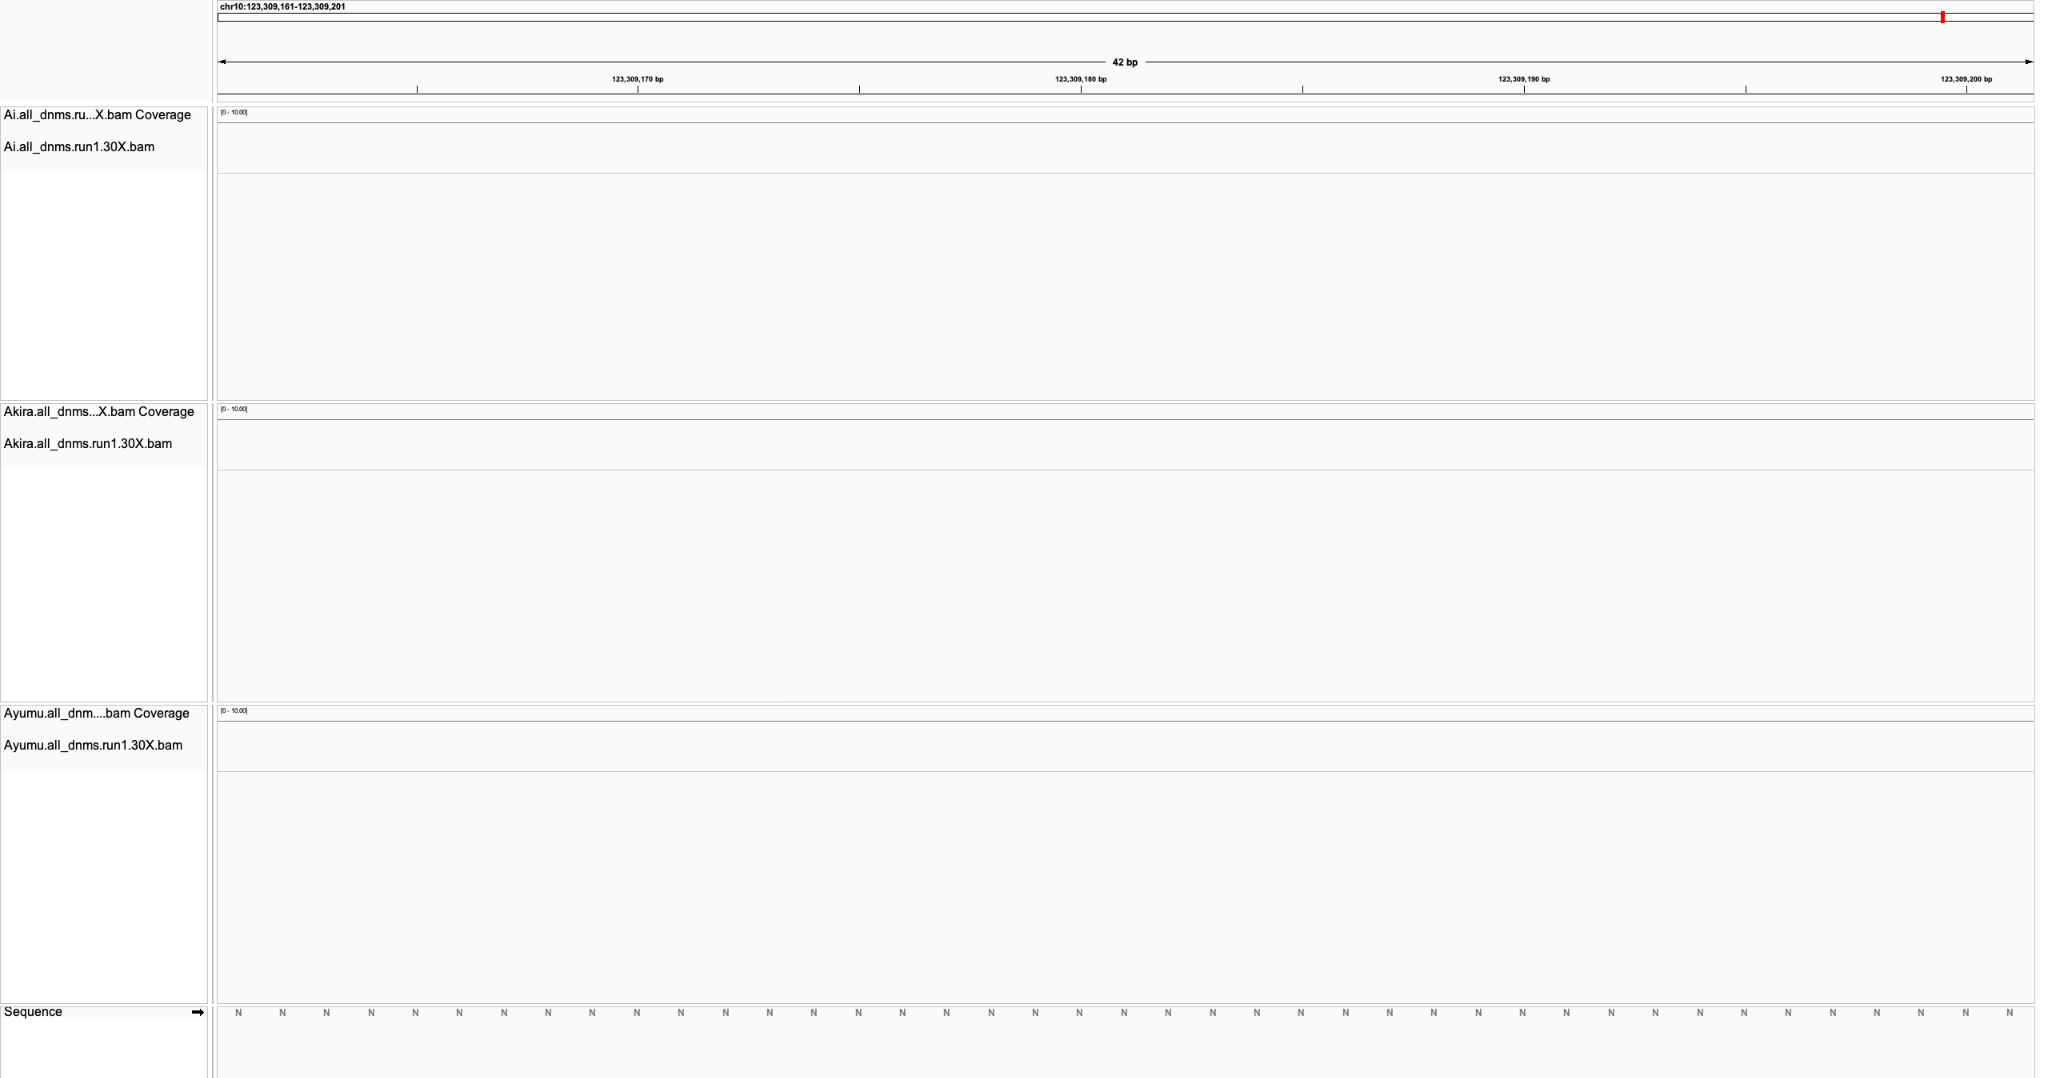 chr10:123,309,161-123,309,201
42 bp
123,309,170 bp 123,309,180 bp 123,309,190 bp 123,309,200 bp
Ai.all_dnms.ru...X.bam Coverage
[0 - 10.00]
Ai.all_dnms.run1.30X.bam
Akira.all_dnms...X.bam Coverage
[0 - 10.00]
Akira.all_dnms.run1.30X.bam
Ayumu.all_dnm....bam Coverage
[0 - 10.00]
Ayumu.all_dnms.run1.30X.bam
Sequence N N N N N N N N N N N N N N N N N N N N N N N N N N N N N N N N N N N N N N N N N